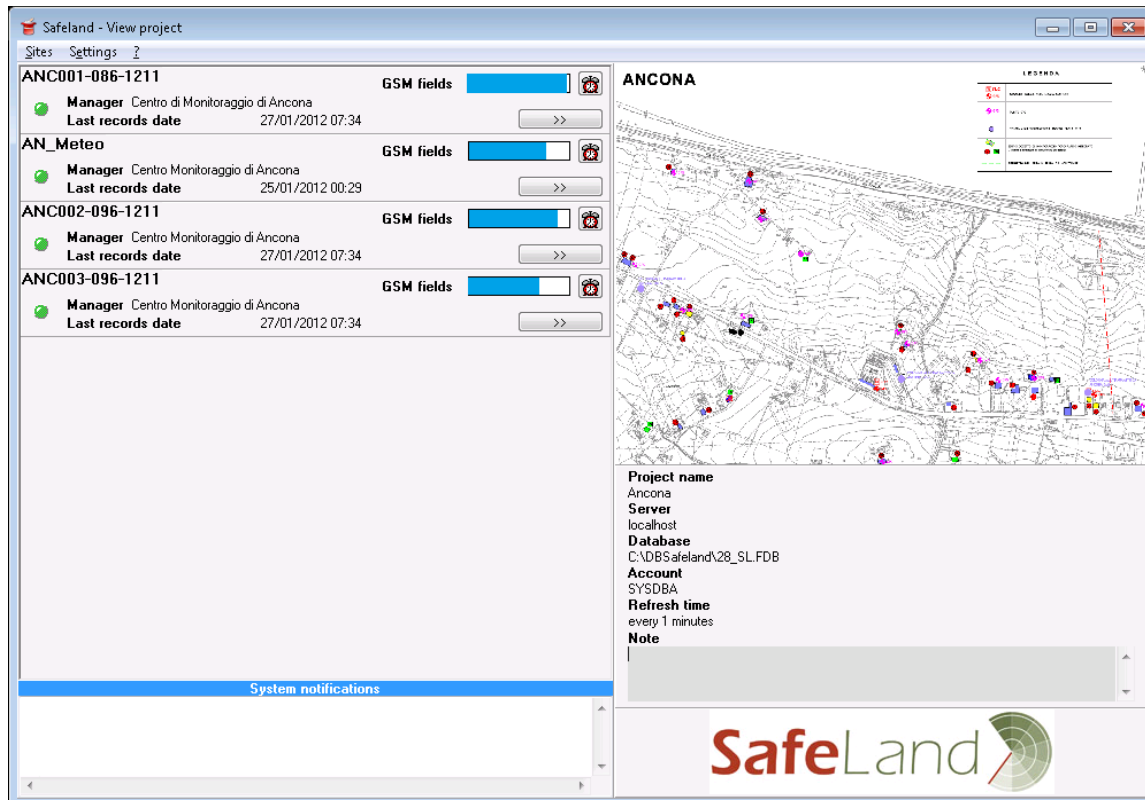 Safeland - View project
Sites Settings ?
ANC001-086-1211
GSM fields
Manager Centro di Monitoraggio di Ancona
Last records date 27/01/2012 07:34
>>
AN_Meteo
GSM fields
Manager Centro Monitoraggio di Ancona
Last records date 25/01/2012 00:29
>>
ANC002-096-1211
GSM fields
Manager Centro Monitoraggio di Ancona
Last records date 27/01/2012 07:34
>>
ANC003-096-1211
GSM fields
Manager Centro Monitoraggio di Ancona
Last records date 27/01/2012 07:34
>>
System notifications
ANCONA
LEGENDA
Project name
Ancona
Server
localhost
Database
C:\DBSafeland\28_SL.FDB
Account
SYSDBA
Refresh time
every 1 minutes
Note
SafeLand